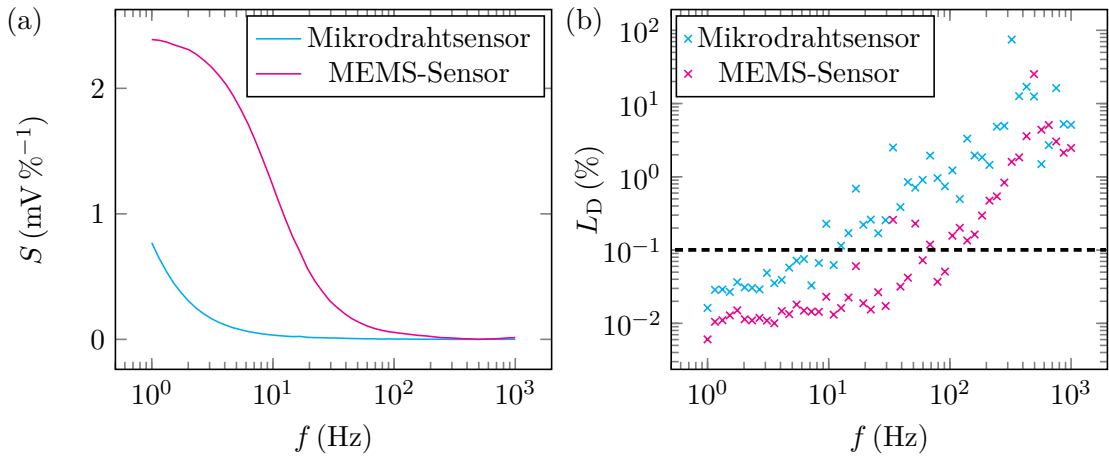 (a)
Mikrodrahtsensor
MEMS-Sensor
S (mV %⁻¹)
2
1
0
10⁰
10¹
10²
10³
f (Hz)
(b)
Mikrodrahtsensor
MEMS-Sensor
L_D (%)
10²
10¹
10⁰
10⁻¹
10⁻²
10⁰
10¹
10²
10³
f (Hz)